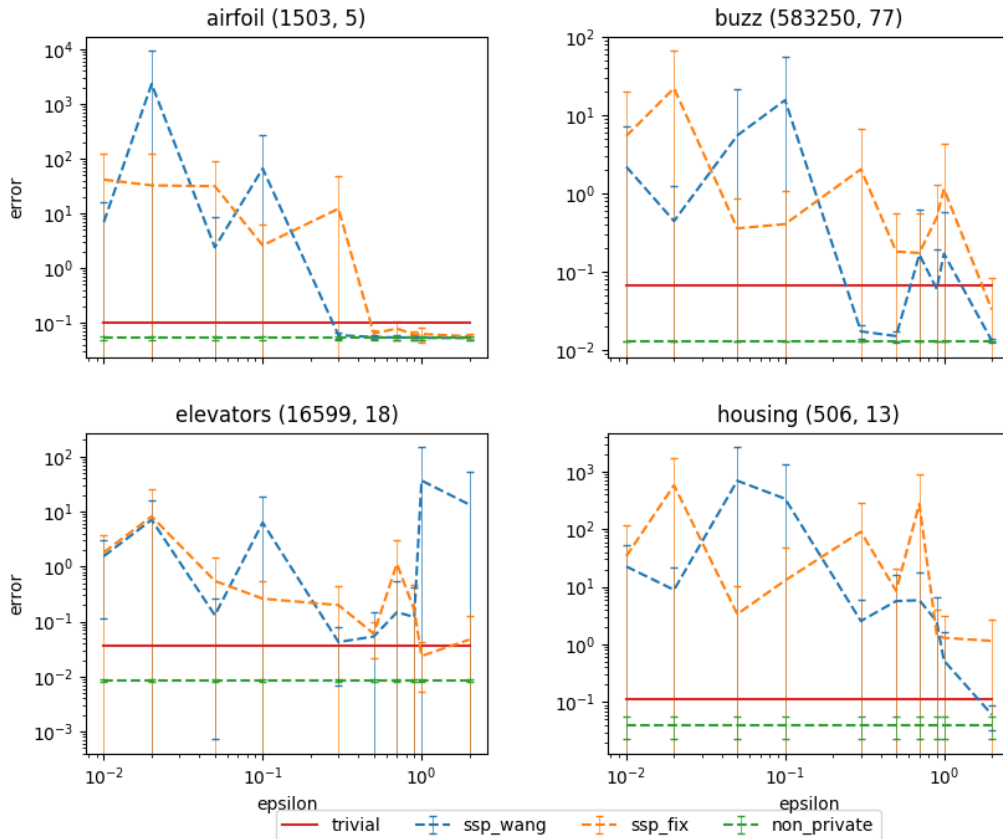 airfoil (1503, 5)
error
10^4
10^3
10^2
10^1
10^0
10^-1
buzz (583250, 77)
10^2
10^1
10^0
10^-1
10^-2
elevators (16599, 18)
error
10^2
10^1
10^0
10^-1
10^-2
10^-3
10^-2
10^-1
10^0
epsilon
housing (506, 13)
10^3
10^2
10^1
10^0
10^-1
10^-2
10^-1
10^0
epsilon
trivial
ssp_wang
ssp_fix
non_private